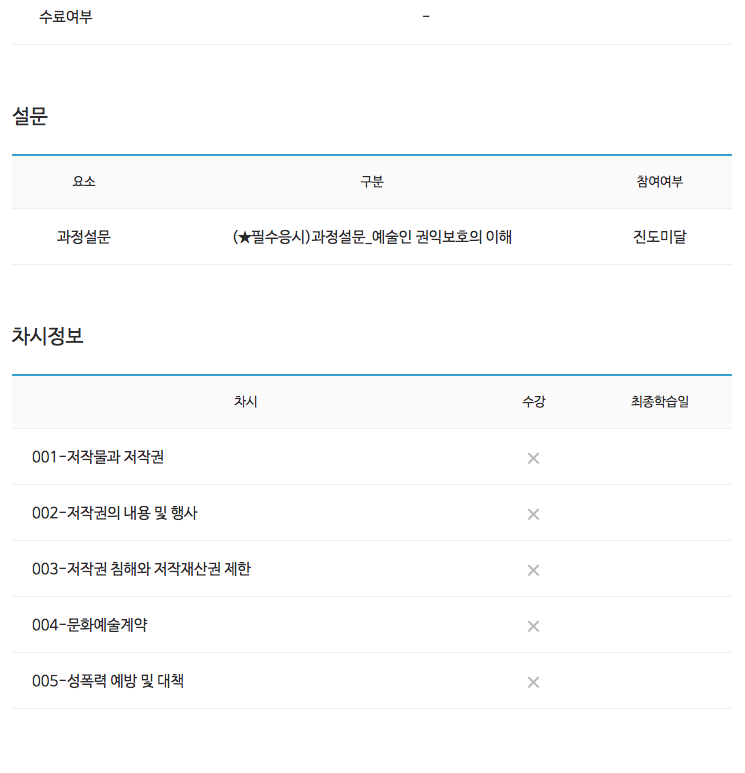 수료여부 -
설문
요소 구분 참여여부
과정설문 (★필수응시)과정설문_예술인 권익보호의 이해 진도미달
차시정보
차시 수강 최종학습일
001-저작물과 저작권 ×
002-저작권의 내용 및 행사 ×
003-저작권 침해와 저작재산권 제한 ×
004-문화예술계약 ×
005-성폭력 예방 및 대책 ×